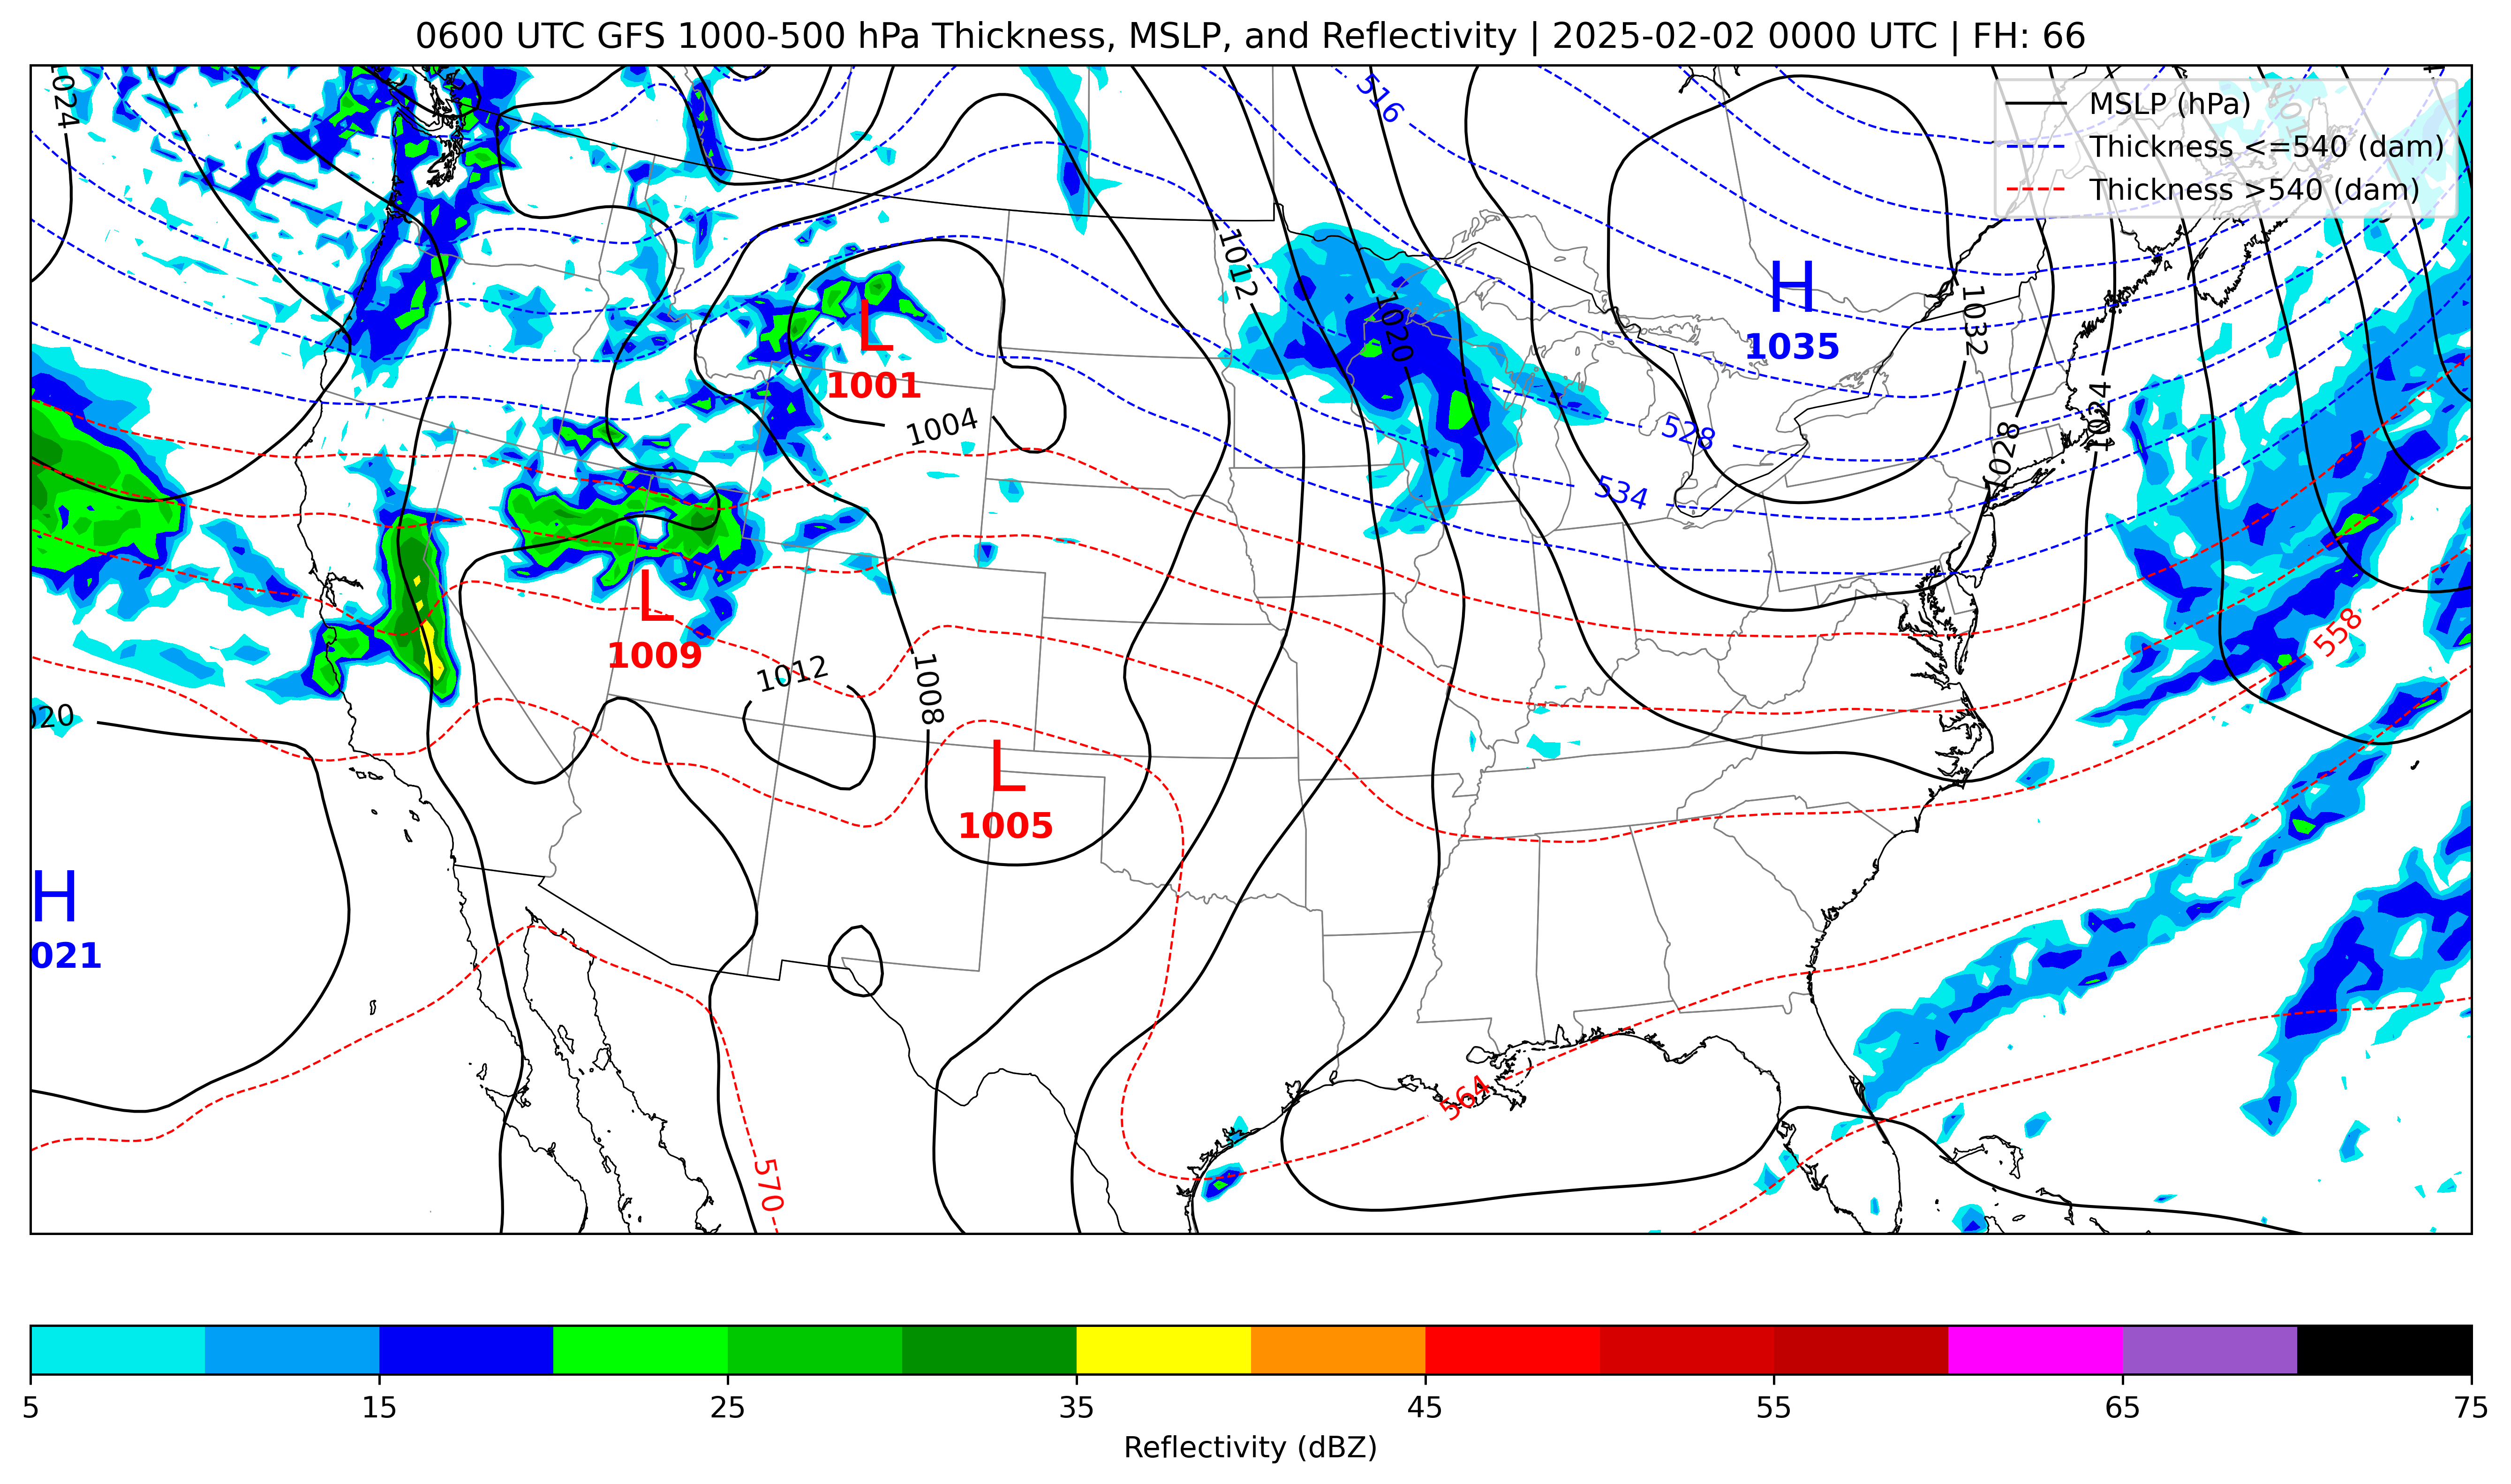 0600 UTC GFS 1000-500 hPa Thickness, MSLP, and Reflectivity | 2025-02-02 0000 UTC | FH: 66
MSLP (hPa)
Thickness <=540 (dam)
Thickness >540 (dam)
1024
516
1012
1020
H
1035
1032
L
1001
1004
528
534
1028
1024
L
1009
1012
1008
558
020
L
1005
H
021
564
570
5 15 25 35 45 55 65 75
Reflectivity (dBZ)